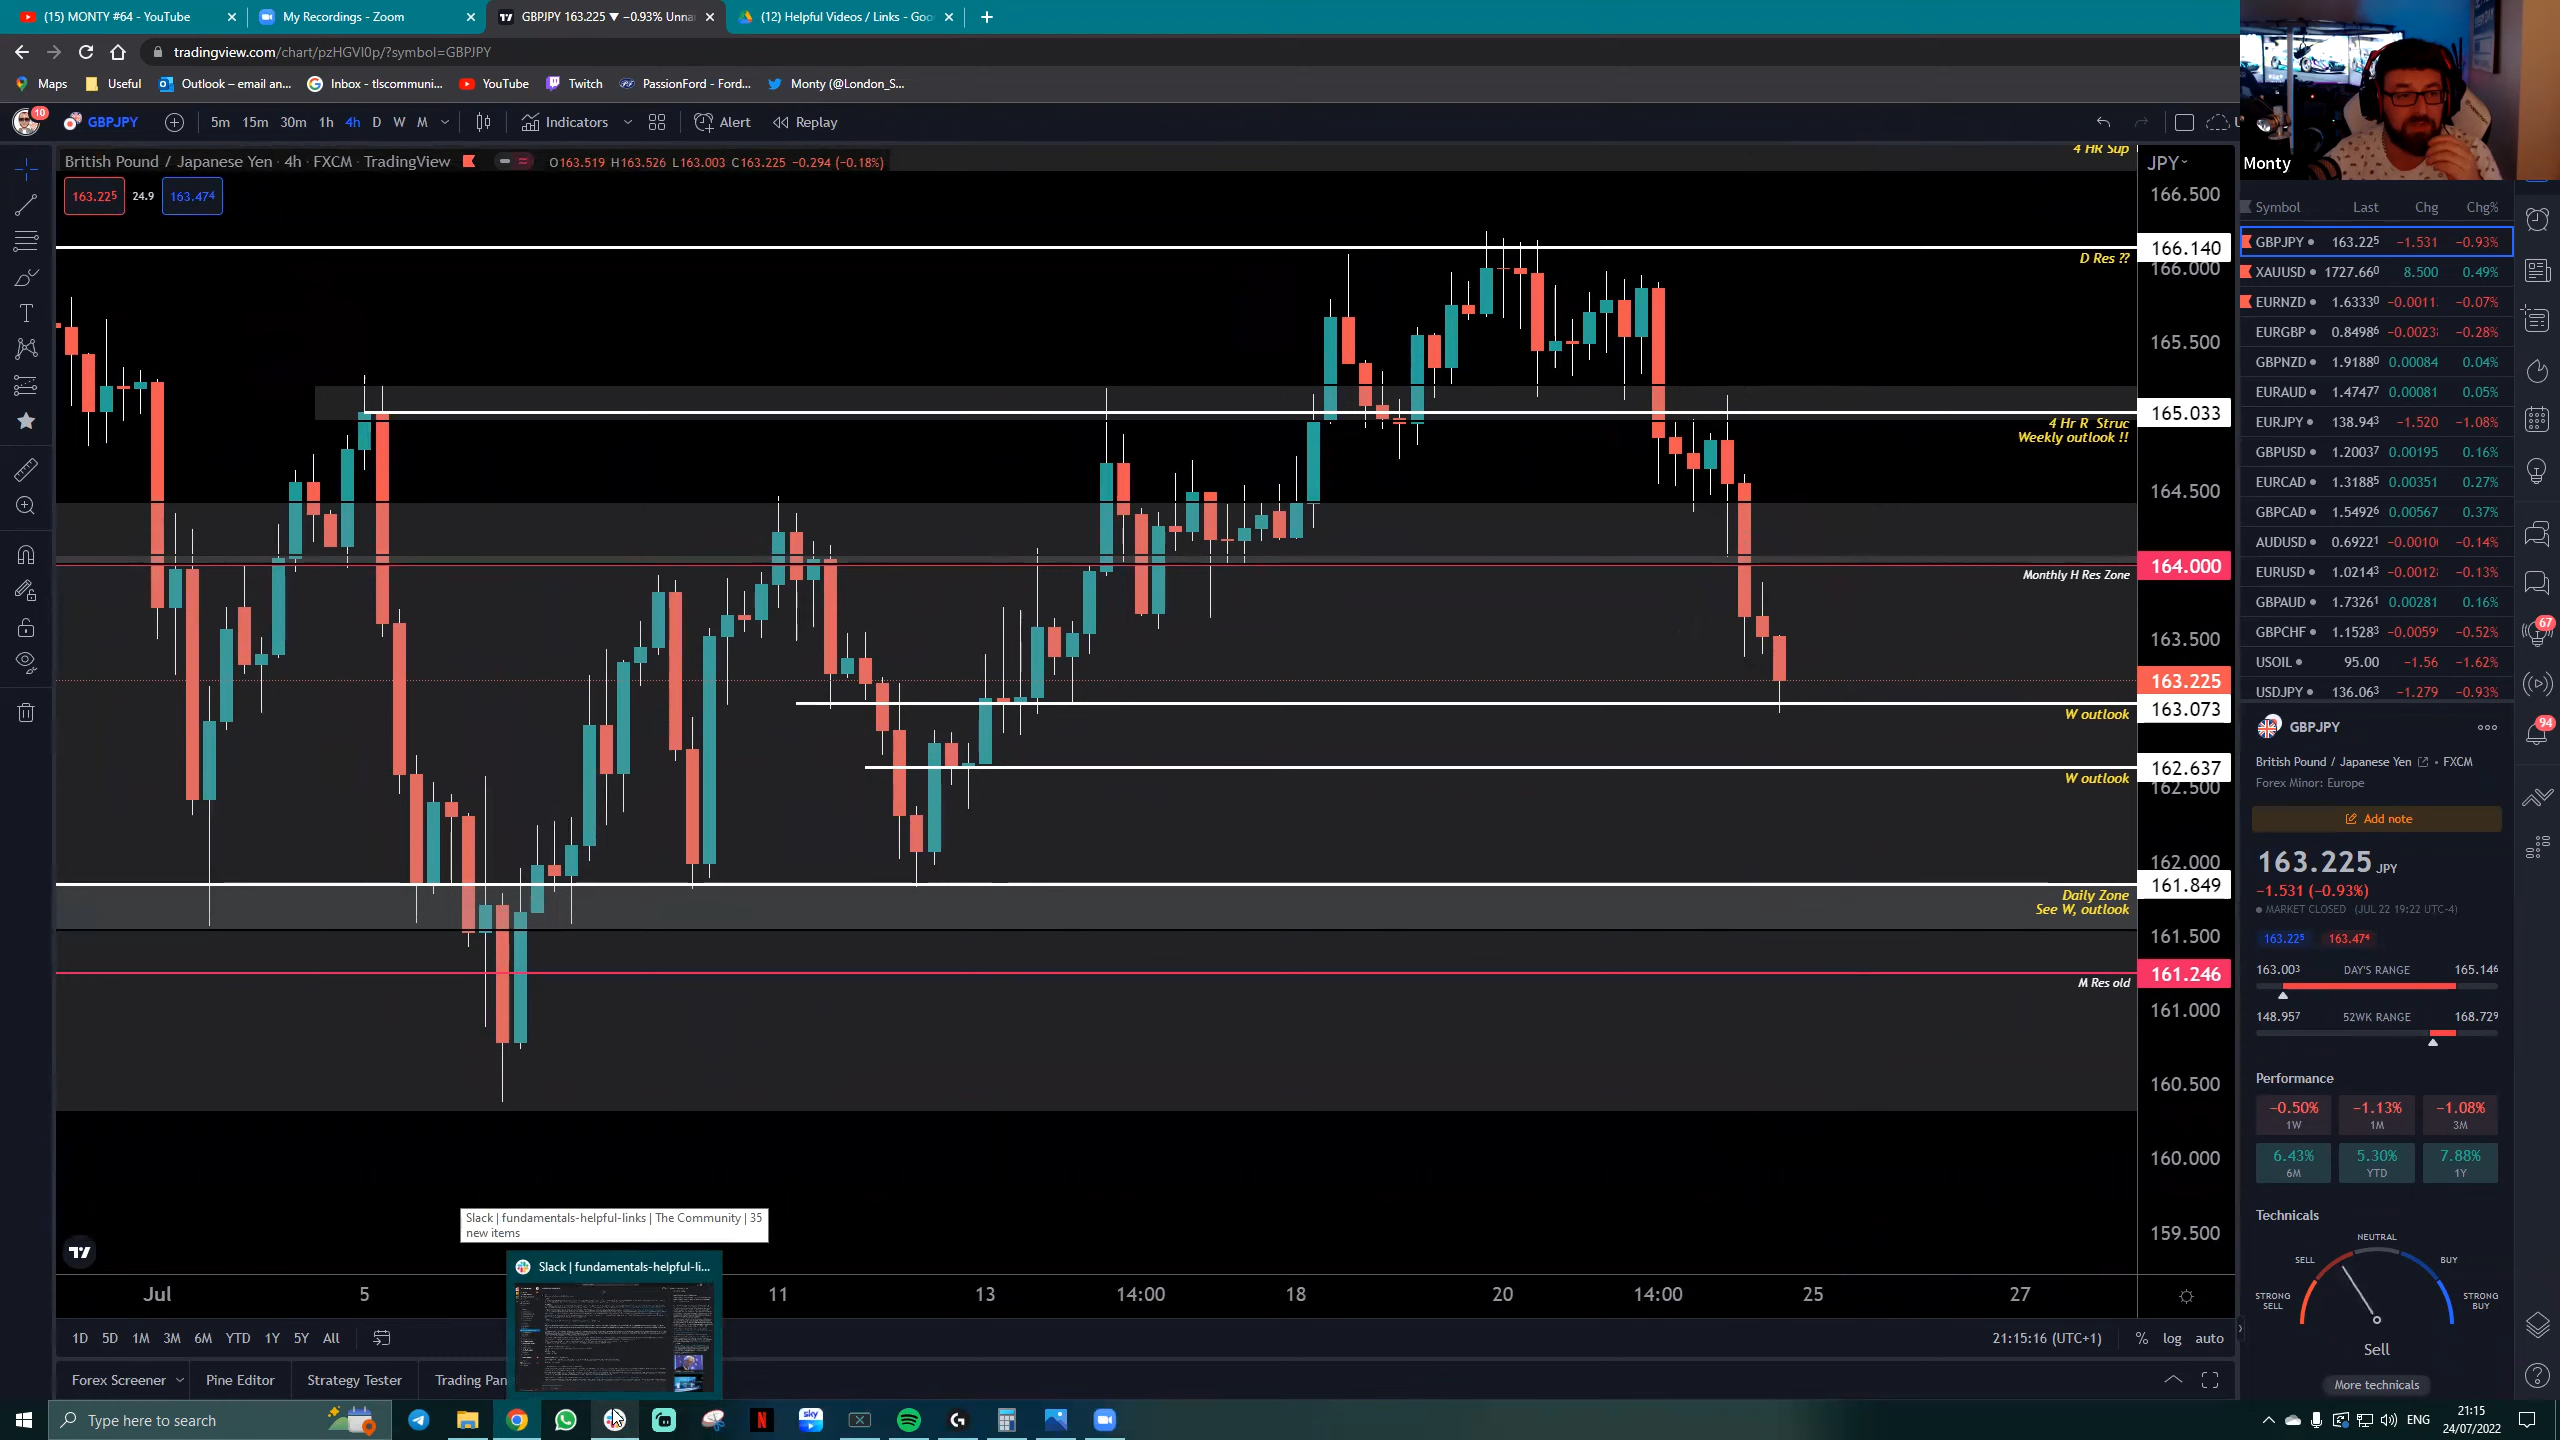 (15) MONTY #64 - YouTube
My Recordings - Zoom
GBPJPY 163.225 ▼ −0.93% Unna
(12) Helpful Videos / Links - Goo
tradingview.com/chart/pzHGVI0p/?symbol=GBPJPY
Maps
Useful
Outlook – email an...
Inbox - tlscommuni...
YouTube
Twitch
PassionFord - Ford...
Monty (@London_S...
10
GBPJPY
5m 15m 30m 1h 4h D W M
Indicators
Alert
Replay
Monty
British Pound / Japanese Yen · 4h · FXCM · TradingView
O163.519 H163.526 L163.003 C163.225 −0.294 (−0.18%)
163.225 24.9 163.474
4 HR Sup
JPY
166.500
166.140
166.000
D Res ??
165.500
165.033
4 Hr R Struc
Weekly outlook !!
164.500
164.000
Monthly H Res Zone
163.500
163.225
163.073
W outlook
162.637
W outlook
162.500
162.000
161.849
Daily Zone
See W, outlook
161.500
161.246
M Res old
161.000
160.500
160.000
159.500
Jul 5 11 13 14:00 18 20 14:00 25 27
Slack | fundamentals-helpful-links | The Community | 35
new items
Slack | fundamentals-helpful-li...
1D 5D 1M 3M 6M YTD 1Y 5Y All
21:15:16 (UTC+1)
% log auto
Forex Screener
Pine Editor
Strategy Tester
Trading Pan
Symbol Last Chg Chg%
GBPJPY 163.225 −1.531 −0.93%
XAUUSD 1727.660 8.500 0.49%
EURNZD 1.63330 −0.0011 −0.07%
EURGBP 0.84986 −0.0023 −0.28%
GBPNZD 1.91880 0.00084 0.04%
EURAUD 1.47477 0.00081 0.05%
EURJPY 138.943 −1.520 −1.08%
GBPUSD 1.20037 0.00195 0.16%
EURCAD 1.31885 0.00351 0.27%
GBPCAD 1.54926 0.00567 0.37%
AUDUSD 0.69221 −0.0010 −0.14%
EURUSD 1.02143 −0.0012 −0.13%
GBPAUD 1.73261 0.00281 0.16%
GBPCHF 1.15283 −0.0059 −0.52%
USOIL 95.00 −1.56 −1.62%
USDJPY 136.063 −1.279 −0.93%
67
94
GBPJPY
British Pound / Japanese Yen • FXCM
Forex Minor: Europe
Add note
163.225 JPY
−1.531 (−0.93%)
MARKET CLOSED (JUL 22 19:22 UTC-4)
163.225 163.474
163.003 DAY'S RANGE 165.146
148.957 52WK RANGE 168.729
Performance
−0.50% −1.13% −1.08%
1W 1M 3M
6.43% 5.30% 7.88%
6M YTD 1Y
Technicals
NEUTRAL
SELL BUY
STRONG SELL
STRONG BUY
Sell
More technicals
Type here to search
sky
ENG
21:15
24/07/2022